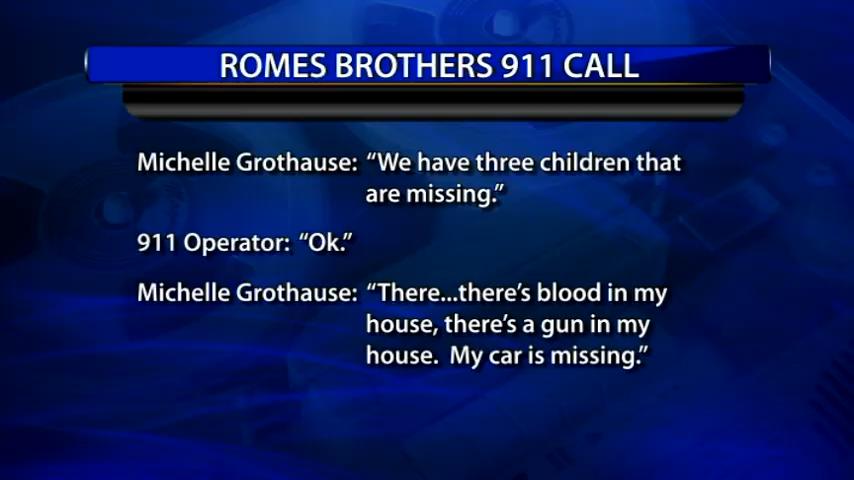 ROMES BROTHERS 911 CALL
Michelle Grothause: “We have three children that
are missing.”
911 Operator: “Ok.”
Michelle Grothause: “There...there’s blood in my
house, there’s a gun in my
house. My car is missing.”